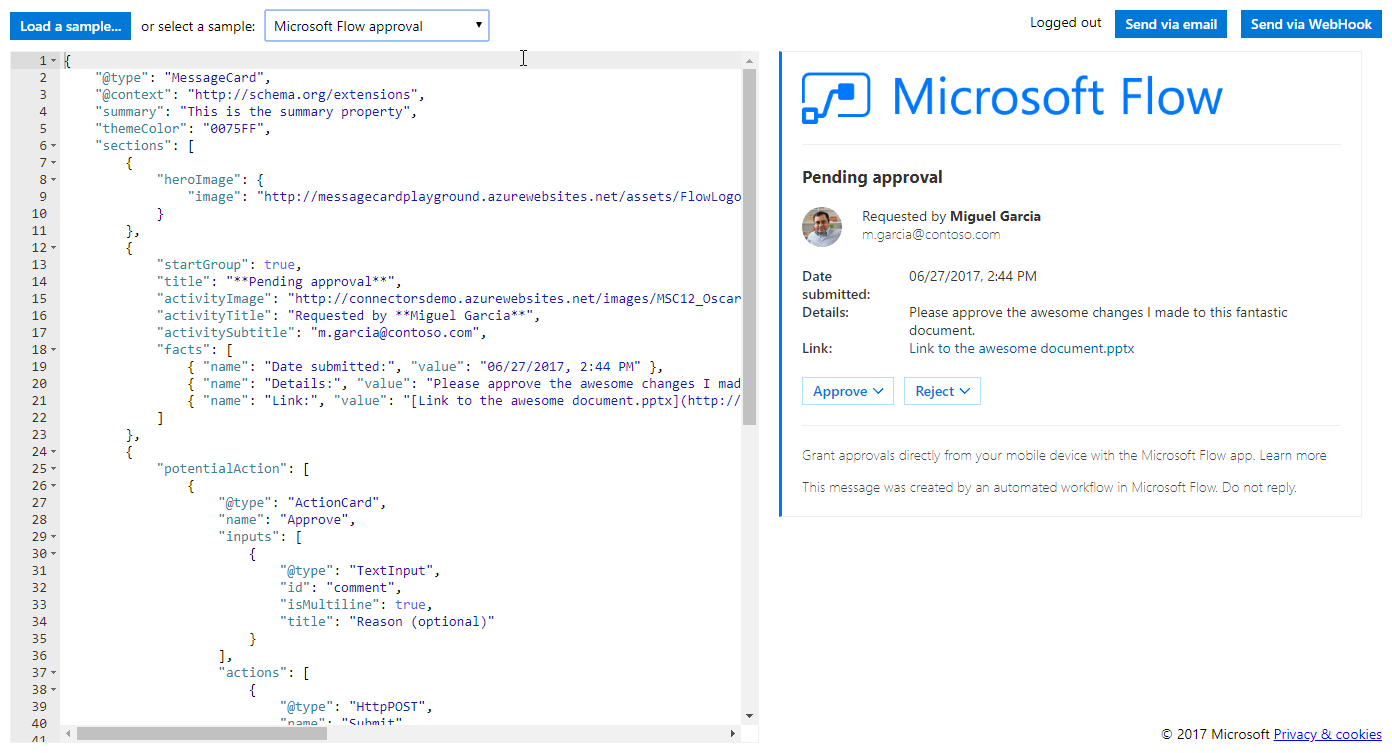 Load a sample... or select a sample: Microsoft Flow approval Logged out Send via email Send via WebHook
1 {
2 "@type": "MessageCard",
3 "@context": "http://schema.org/extensions",
4 "summary": "This is the summary property",
5 "themeColor": "0075FF",
6 "sections": [
7 {
8 "heroImage": {
9 "image": "http://messagecardplayground.azurewebsites.net/assets/FlowLogo
10 }
11 },
12 {
13 "startGroup": true,
14 "title": "**Pending approval**",
15 "activityImage": "http://connectorsdemo.azurewebsites.net/images/MSC12_Oscar
16 "activityTitle": "Requested by **Miguel Garcia**",
17 "activitySubtitle": "m.garcia@contoso.com",
18 "facts": [
19 { "name": "Date submitted:", "value": "06/27/2017, 2:44 PM" },
20 { "name": "Details:", "value": "Please approve the awesome changes I mad
21 { "name": "Link:", "value": "[Link to the awesome document.pptx](http://
22 ]
23 },
24 {
25 "potentialAction": [
26 {
27 "@type": "ActionCard",
28 "name": "Approve",
29 "inputs": [
30 {
31 "@type": "TextInput",
32 "id": "comment",
33 "isMultiline": true,
34 "title": "Reason (optional)"
35 }
36 ],
37 "actions": [
38 {
39 "@type": "HttpPOST",
40 "name": "Submit"
41
Microsoft Flow
Pending approval
Requested by Miguel Garcia
m.garcia@contoso.com
Date submitted: 06/27/2017, 2:44 PM
Details: Please approve the awesome changes I made to this fantastic
document.
Link: Link to the awesome document.pptx
Approve Reject
Grant approvals directly from your mobile device with the Microsoft Flow app. Learn more
This message was created by an automated workflow in Microsoft Flow. Do not reply.
© 2017 Microsoft Privacy & cookies